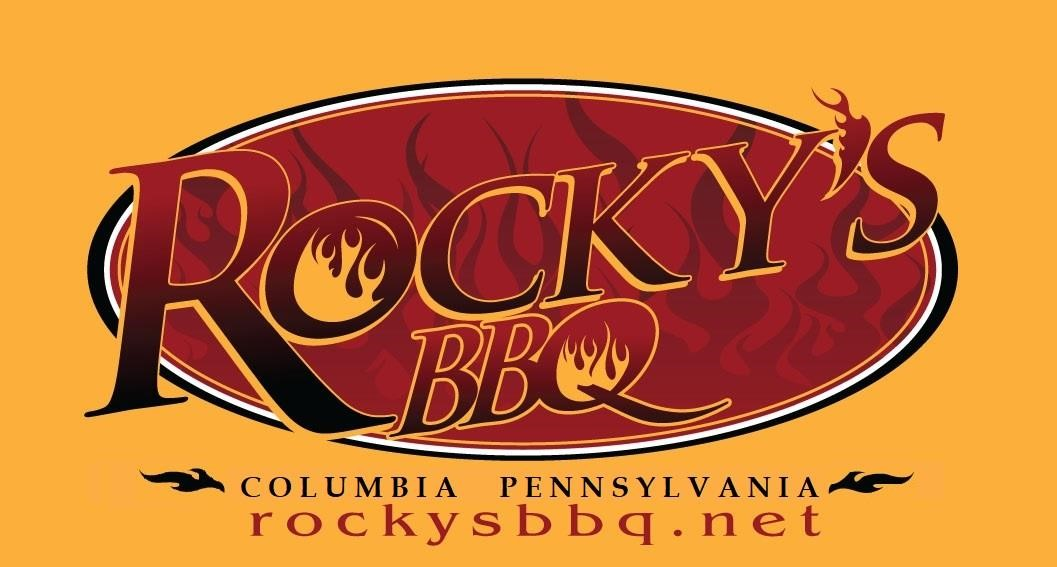 ROCKY'S
BBQ
COLUMBIA PENNSYLVANIA
rockysbbq.net